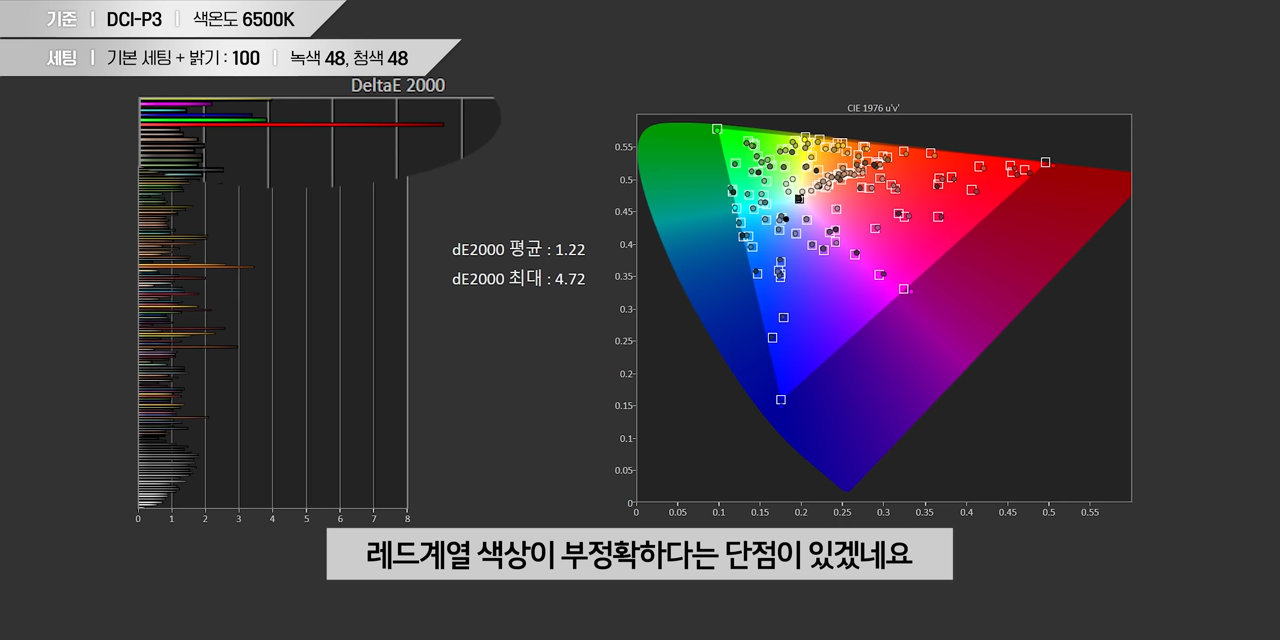 기준 | DCI-P3 | 색온도 6500K
세팅 | 기본 세팅 + 밝기 : 100 | 녹색 48, 청색 48
DeltaE 2000
dE2000 평균 : 1.22
dE2000 최대 : 4.72
0 1 2 3 4 5 6 7 8
CIE 1976 u'v'
0.55
0.5
0.45
0.4
0.35
0.3
0.25
0.2
0.15
0.1
0.05
0
0 0.05 0.1 0.15 0.2 0.25 0.3 0.35 0.4 0.45 0.5 0.55
레드계열 색상이 부정확하다는 단점이 있겠네요